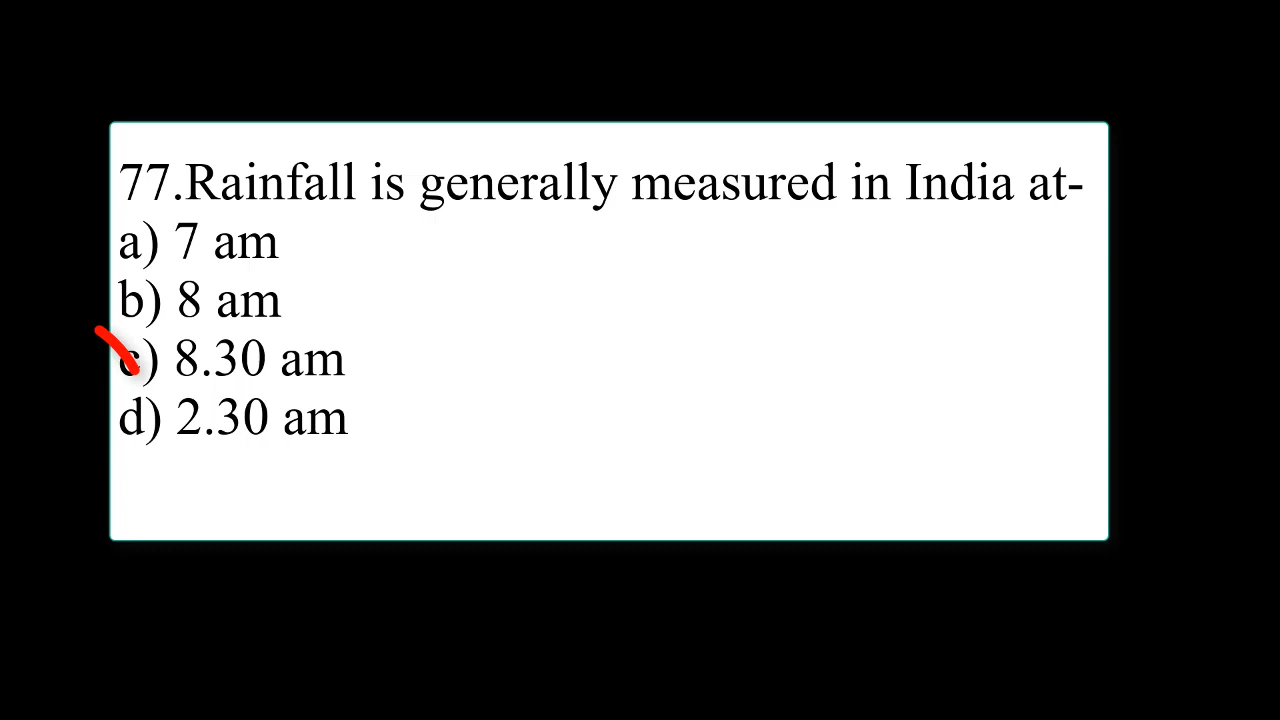 77.Rainfall is generally measured in India at-
a) 7 am
b) 8 am
c) 8.30 am
d) 2.30 am